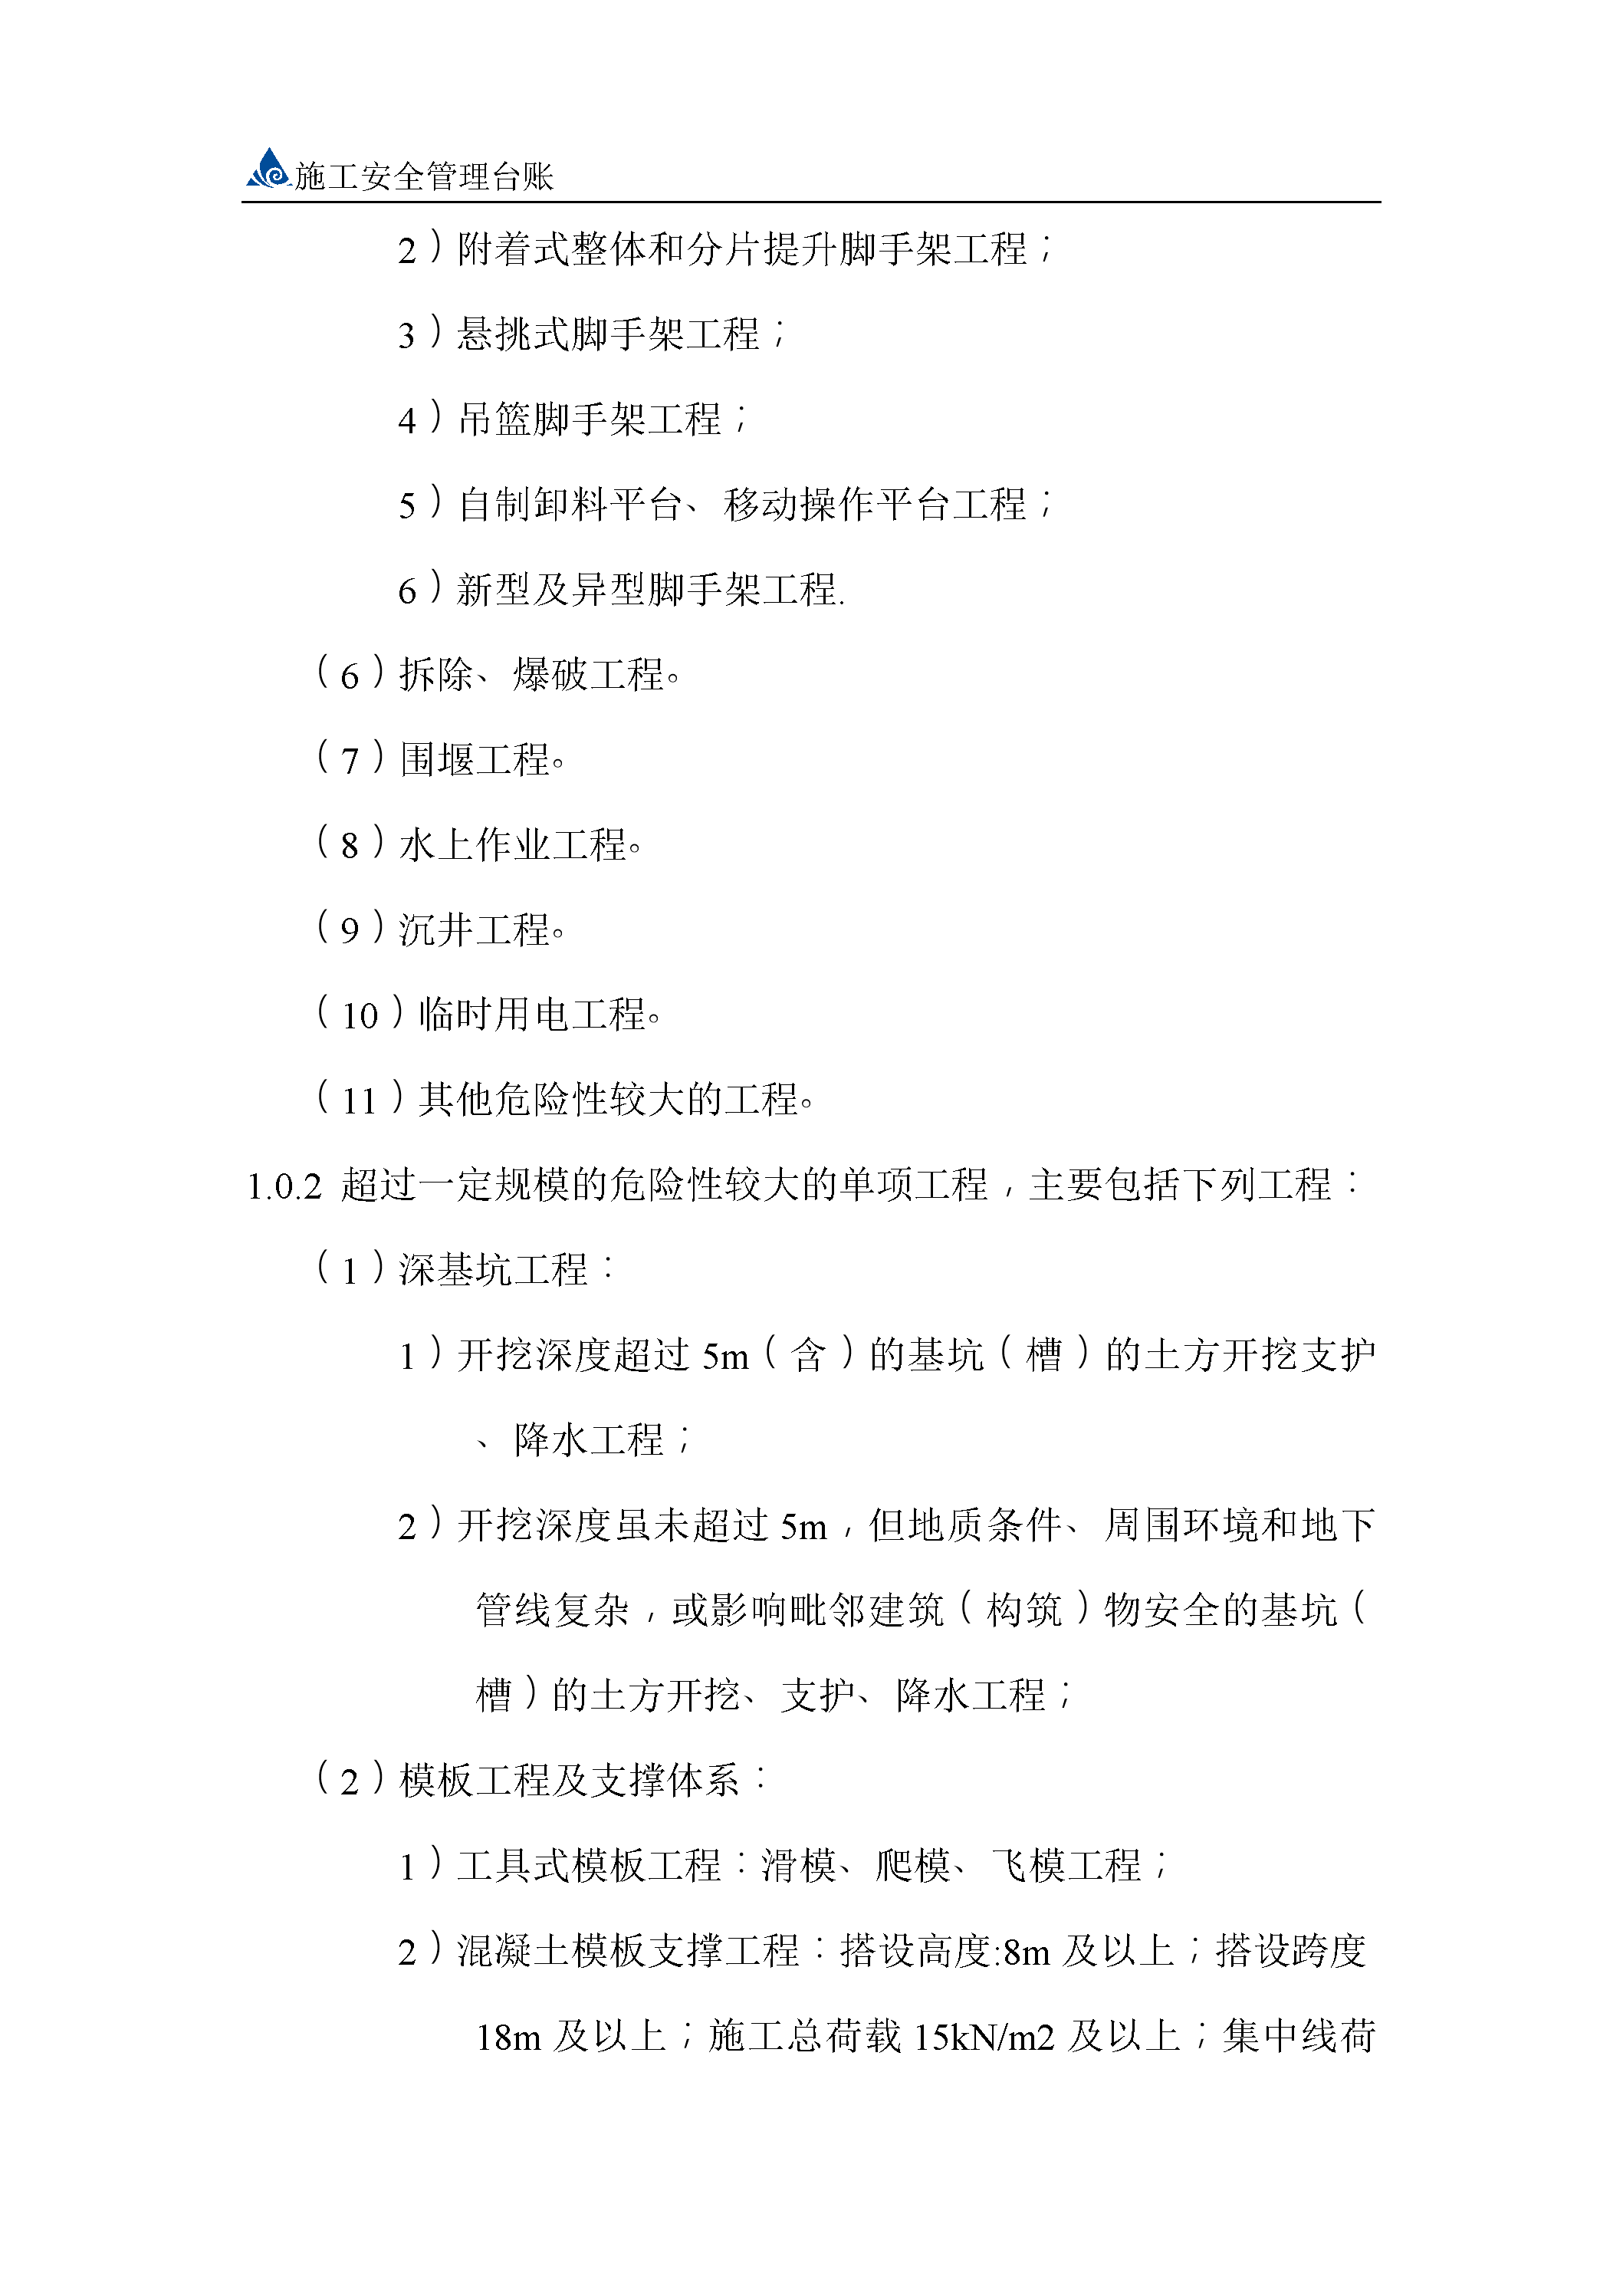 施工安全管理台账
2）附着式整体和分片提升脚手架工程；
3）悬挑式脚手架工程；
4）吊篮脚手架工程；
5）自制卸料平台、移动操作平台工程；
6）新型及异型脚手架工程.
（6）拆除、爆破工程。
（7）围堰工程。
（8）水上作业工程。
（9）沉井工程。
（10）临时用电工程。
（11）其他危险性较大的工程。
1.0.2 超过一定规模的危险性较大的单项工程，主要包括下列工程：
（1）深基坑工程：
1）开挖深度超过 5m（含）的基坑（槽）的土方开挖支护
、降水工程；
2）开挖深度虽未超过 5m，但地质条件、周围环境和地下
管线复杂，或影响毗邻建筑（构筑）物安全的基坑（
槽）的土方开挖、支护、降水工程；
（2）模板工程及支撑体系：
1）工具式模板工程：滑模、爬模、飞模工程；
2）混凝土模板支撑工程：搭设高度:8m 及以上；搭设跨度
18m 及以上；施工总荷载 15kN/m2 及以上；集中线荷